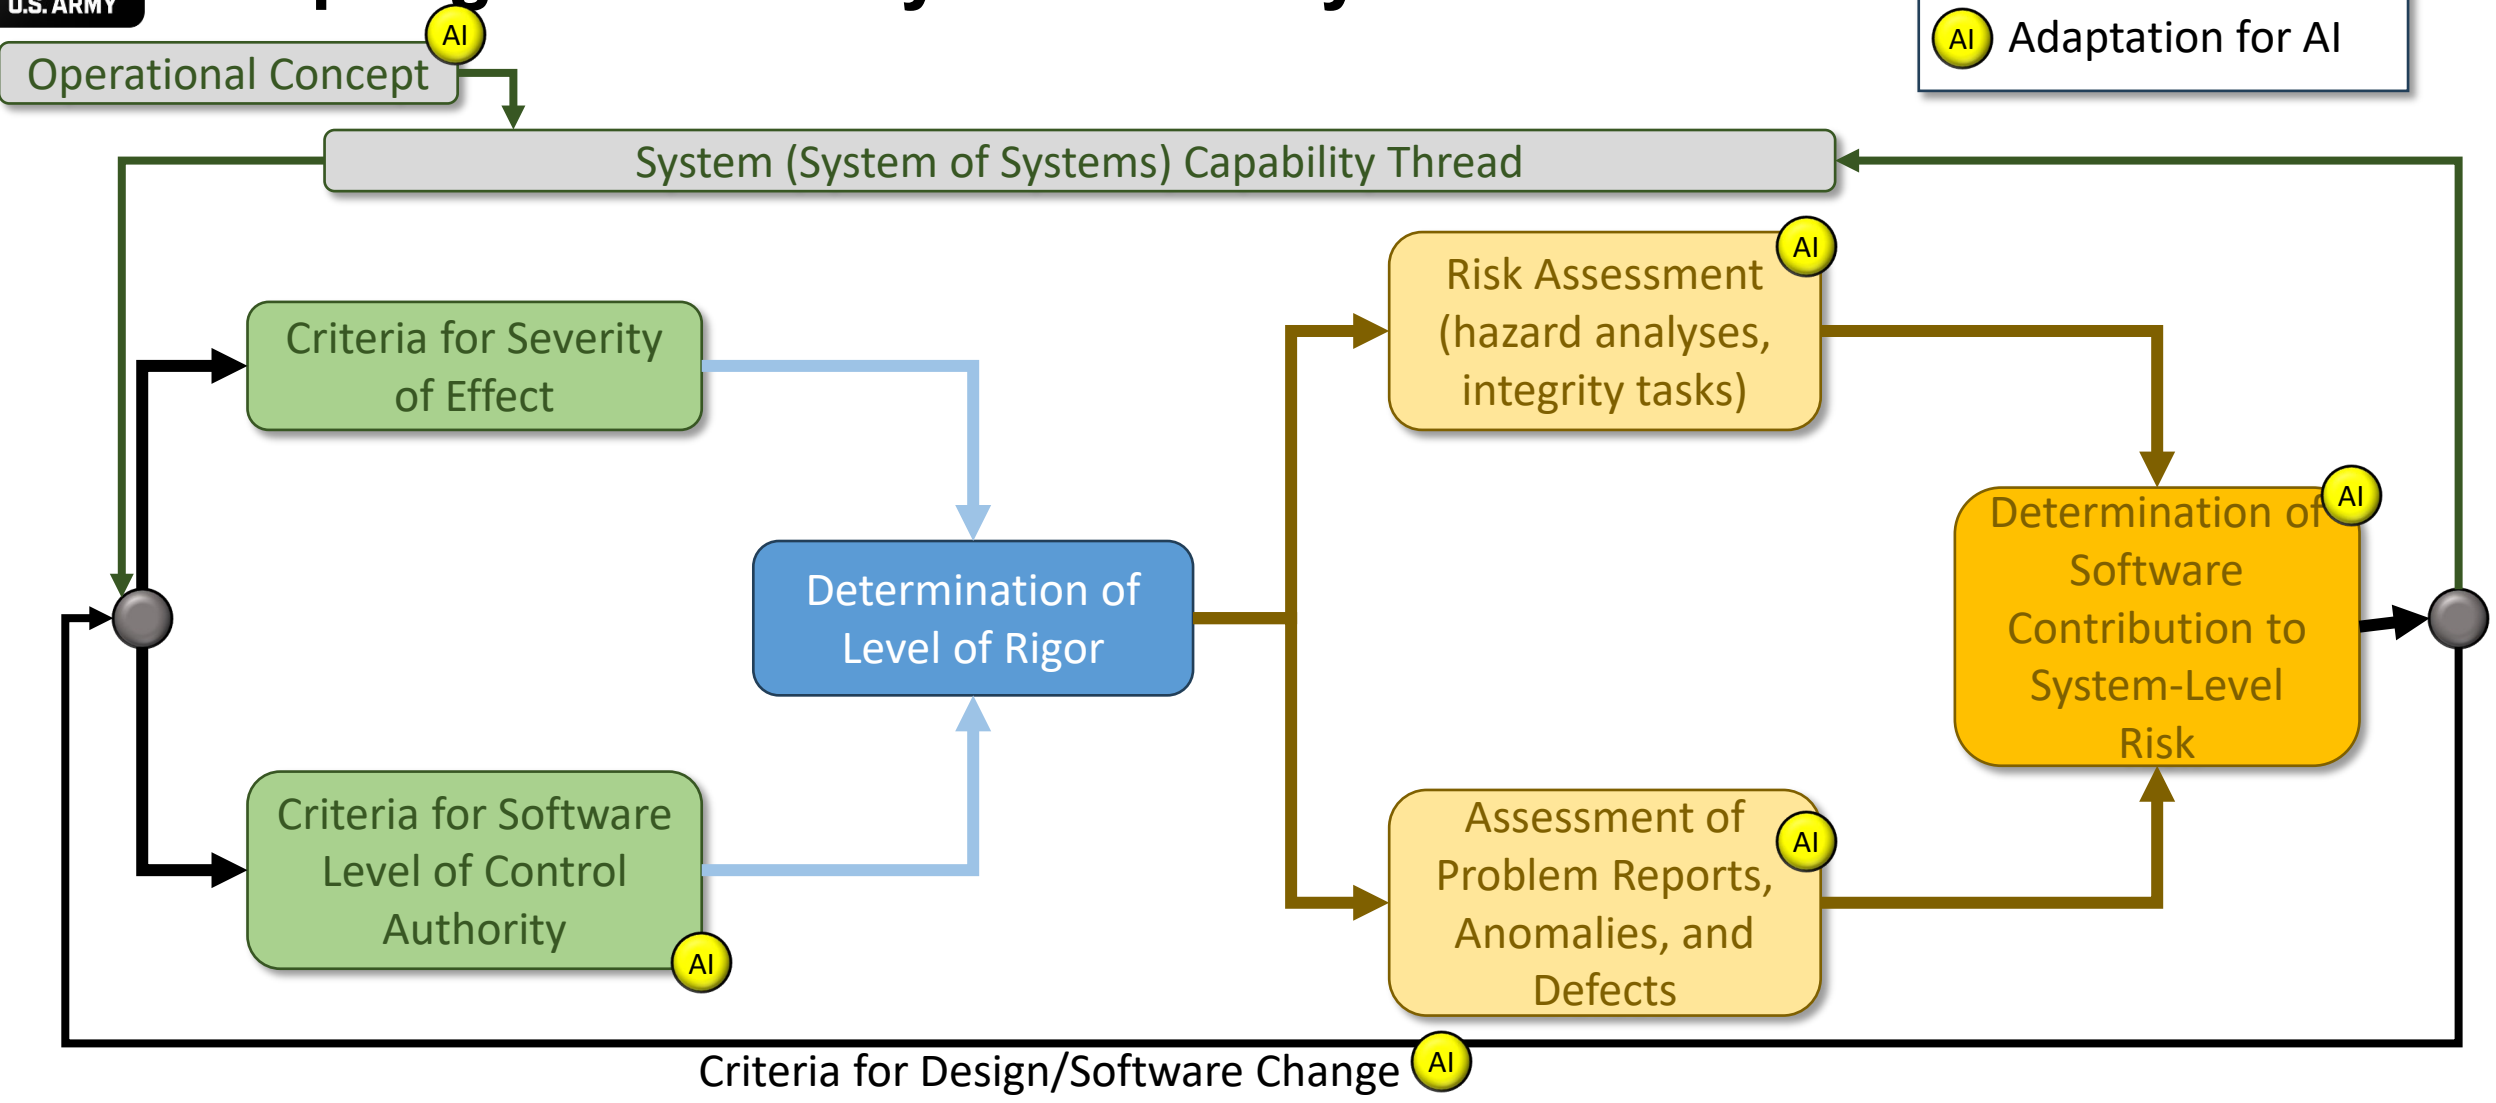 U.S. ARMY
AI Adaptation for AI
AI
Operational Concept
System (System of Systems) Capability Thread
Criteria for Severity
of Effect
Criteria for Software
Level of Control
Authority
AI
Determination of
Level of Rigor
AI
Risk Assessment
(hazard analyses,
integrity tasks)
Assessment of
Problem Reports,
Anomalies, and
Defects
AI
AI
Determination of
Software
Contribution to
System-Level
Risk
Criteria for Design/Software Change AI